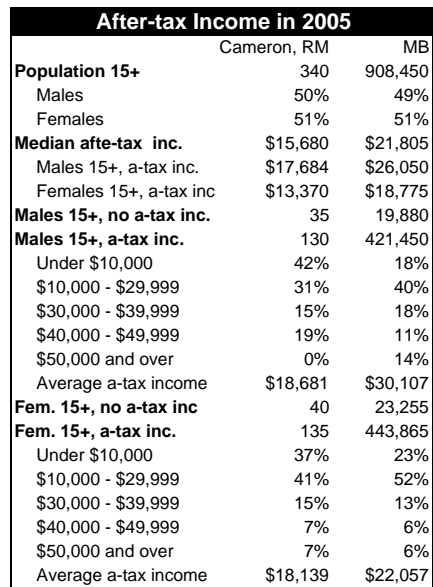 After-tax Income in 2005
Cameron, RM MB
Population 15+ 340 908,450
Males 50% 49%
Females 51% 51%
Median afte-tax inc. $15,680 $21,805
Males 15+, a-tax inc. $17,684 $26,050
Females 15+, a-tax inc $13,370 $18,775
Males 15+, no a-tax inc. 35 19,880
Males 15+, a-tax inc. 130 421,450
Under $10,000 42% 18%
$10,000 - $29,999 31% 40%
$30,000 - $39,999 15% 18%
$40,000 - $49,999 19% 11%
$50,000 and over 0% 14%
Average a-tax income $18,681 $30,107
Fem. 15+, no a-tax inc 40 23,255
Fem. 15+, a-tax inc. 135 443,865
Under $10,000 37% 23%
$10,000 - $29,999 41% 52%
$30,000 - $39,999 15% 13%
$40,000 - $49,999 7% 6%
$50,000 and over 7% 6%
Average a-tax income $18,139 $22,057